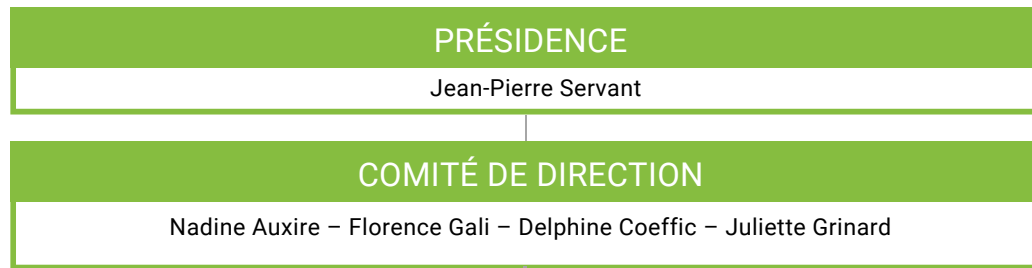 PRÉSIDENCE
Jean-Pierre Servant
COMITÉ DE DIRECTION
Nadine Auxire – Florence Gali – Delphine Coeffic – Juliette Grinard